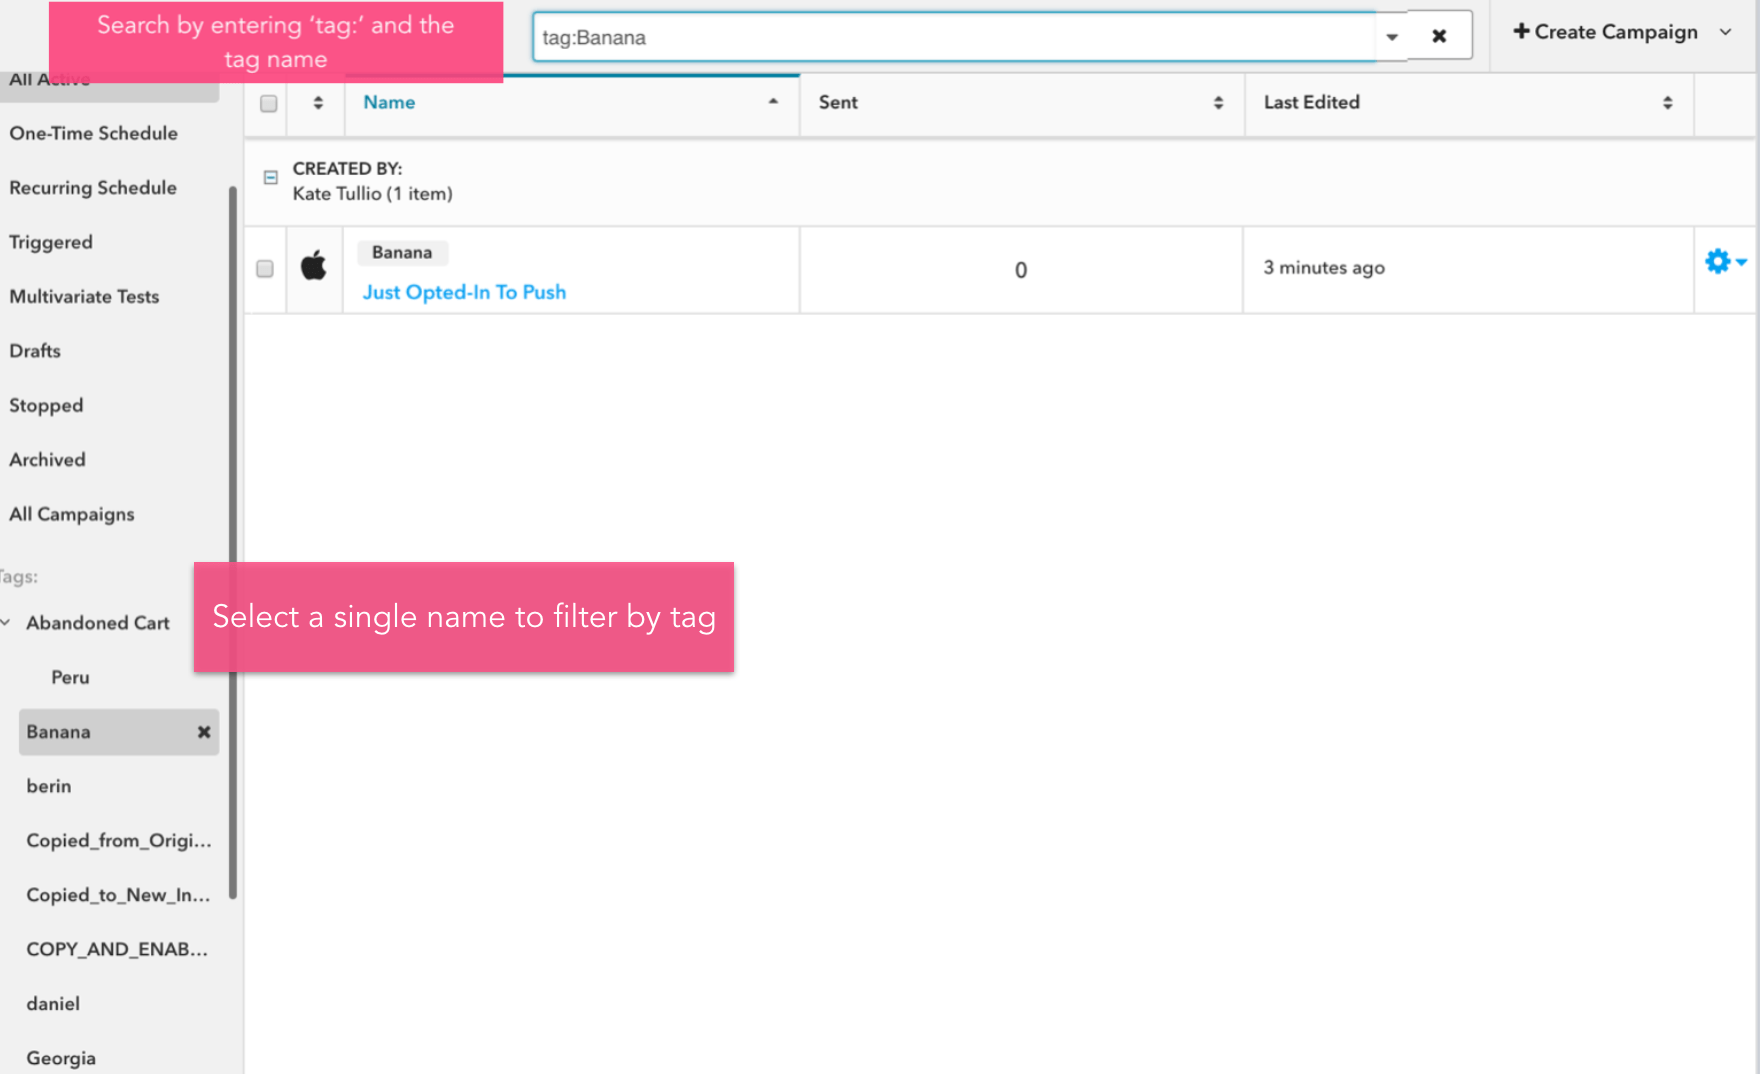 Search by entering ‘tag:’ and the
tag name
tag:Banana
Create Campaign
All Active
One-Time Schedule
Recurring Schedule
Triggered
Multivariate Tests
Drafts
Stopped
Archived
All Campaigns
Tags:
Abandoned Cart
Peru
Banana
berin
Copied_from_Origi...
Copied_to_New_In...
COPY_AND_ENAB...
daniel
Georgia
Name
Sent
Last Edited
CREATED BY:
Kate Tullio (1 item)
Banana
Just Opted-In To Push
0
3 minutes ago
Select a single name to filter by tag